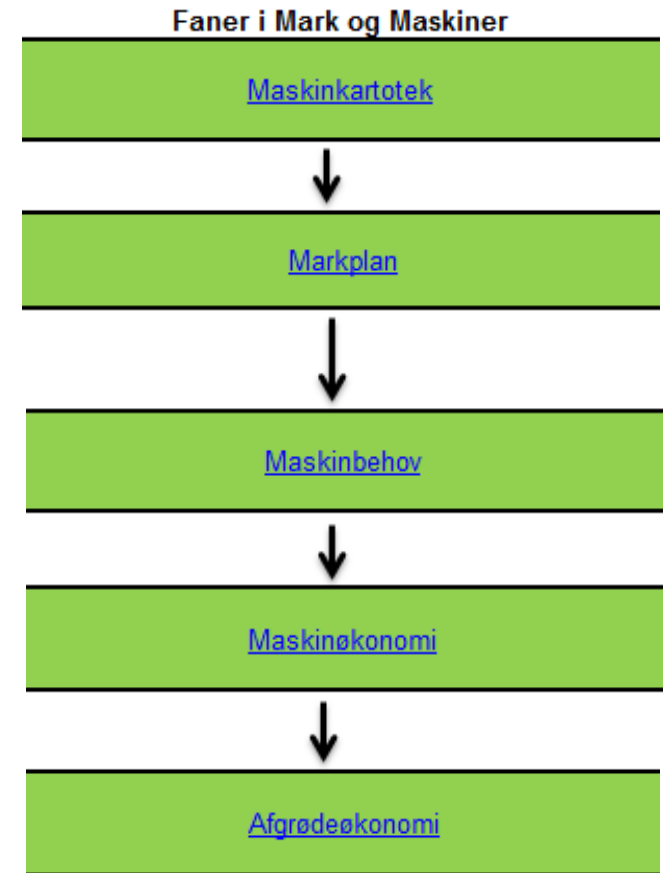 Faner i Mark og Maskiner
Maskinkartotek
Markplan
Maskinbehov
Maskinøkonomi
Afgrødeøkonomi